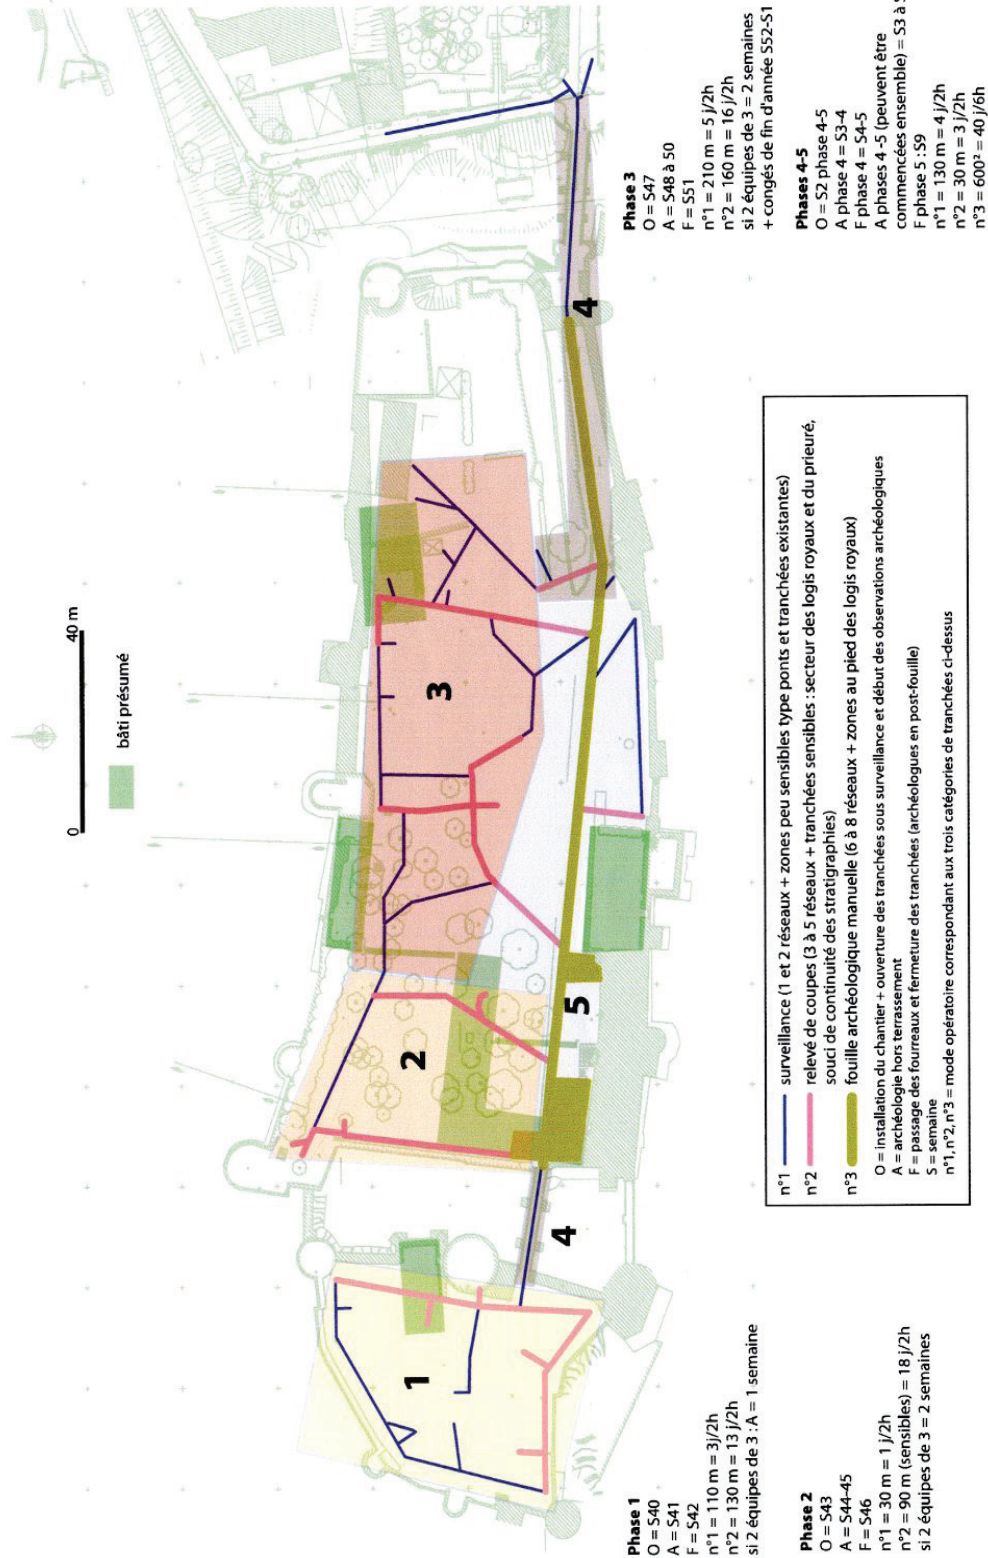 0
40 m
bâti présumé
1
2
3
4
5
4
Phase 1
O = S40
A = S41
F = S42
n°1 = 110 m = 3j/2h
n°2 = 130 m = 13 j/2h
si 2 équipes de 3 : A = 1 semaine
Phase 2
O = S43
A = S44-45
F = S46
n°1 = 30 m = 1 j/2h
n°2 = 90 m (sensibles) = 18 j/2h
si 2 équipes de 3 = 2 semaines
n°1 surveillance (1 et 2 réseaux + zones peu sensibles type ponts et tranchées existantes)
n°2 relevé de coupes (3 à 5 réseaux + tranchées sensibles : secteur des logis royaux et du prieuré,
souci de continuité des stratigraphies)
n°3 fouille archéologique manuelle (6 à 8 réseaux + zones au pied des logis royaux)
O = installation du chantier + ouverture des tranchées sous surveillance et début des observations archéologiques
A = archéologie hors terrassement
F = passage des fourreaux et fermeture des tranchées (archéologues en post-fouille)
S = semaine
n°1, n°2, n°3 = mode opératoire correspondant aux trois catégories de tranchées ci-dessus
Phase 3
O = S47
A = S48 à 50
F = S51
n°1 = 210 m = 5 j/2h
n°2 = 160 m = 16 j/2h
si 2 équipes de 3 = 2 semaines
+ congés de fin d'année S52-S1
Phases 4-5
O = S2 phase 4-5
A phase 4 = S3-4
F phase 4 = S4-5
A phases 4-5 (peuvent être
commencées ensemble) = S3 à
F phase 5 : S9
n°1 = 130 m = 4 j/2h
n°2 = 30 m = 3 j/2h
n°3 = 600² = 40 j/6h